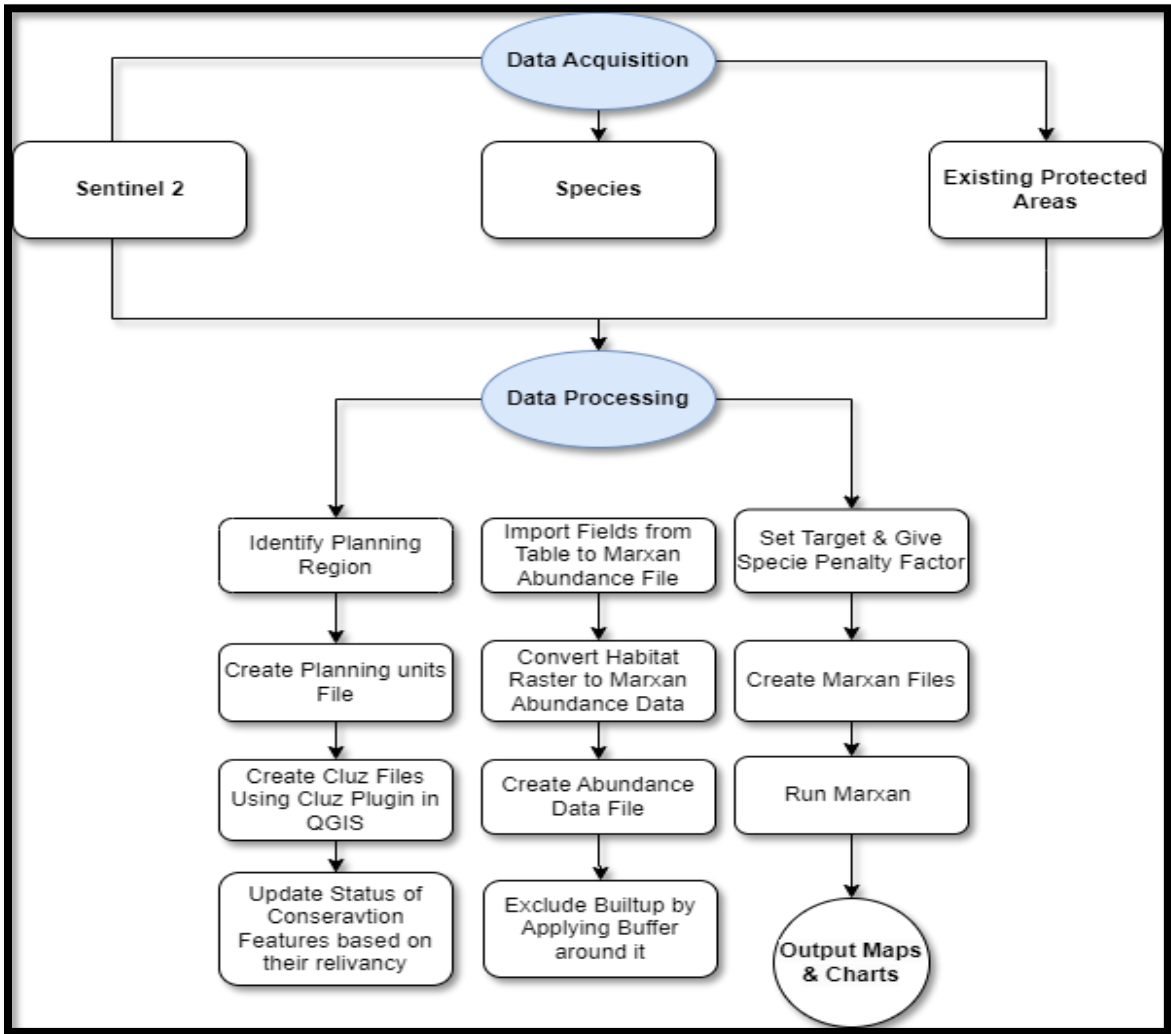 Data Acquisition
Sentinel 2
Species
Existing Protected
Areas
Data Processing
Identify Planning
Region
Create Planning units
File
Create Cluz Files
Using Cluz Plugin in
QGIS
Update Status of
Conseravtion
Features based on
their relivancy
Import Fields from
Table to Marxan
Abundance File
Convert Habitat
Raster to Marxan
Abundance Data
Create Abundance
Data File
Exclude Builtup by
Applying Buffer
around it
Set Target & Give
Specie Penalty Factor
Create Marxan Files
Run Marxan
Output Maps
& Charts